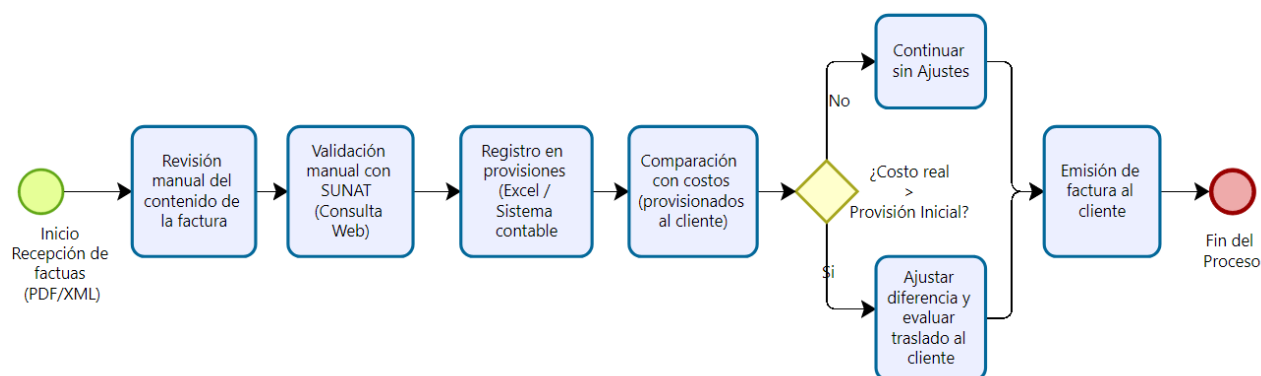 Inicio
Recepción de
factuas
(PDF/XML)
Revisión
manual del
contenido de
la factura
Validación
manual con
SUNAT
(Consulta
Web)
Registro en
provisiones
(Excel /
Sistema
contable
Comparación
con costos
(provisionados
al cliente)
¿Costo real
>
Provisión Inicial?
No
Continuar
sin Ajustes
Si
Ajustar
diferencia y
evaluar
traslado al
cliente
Emisión de
factura al
cliente
Fin del
Proceso